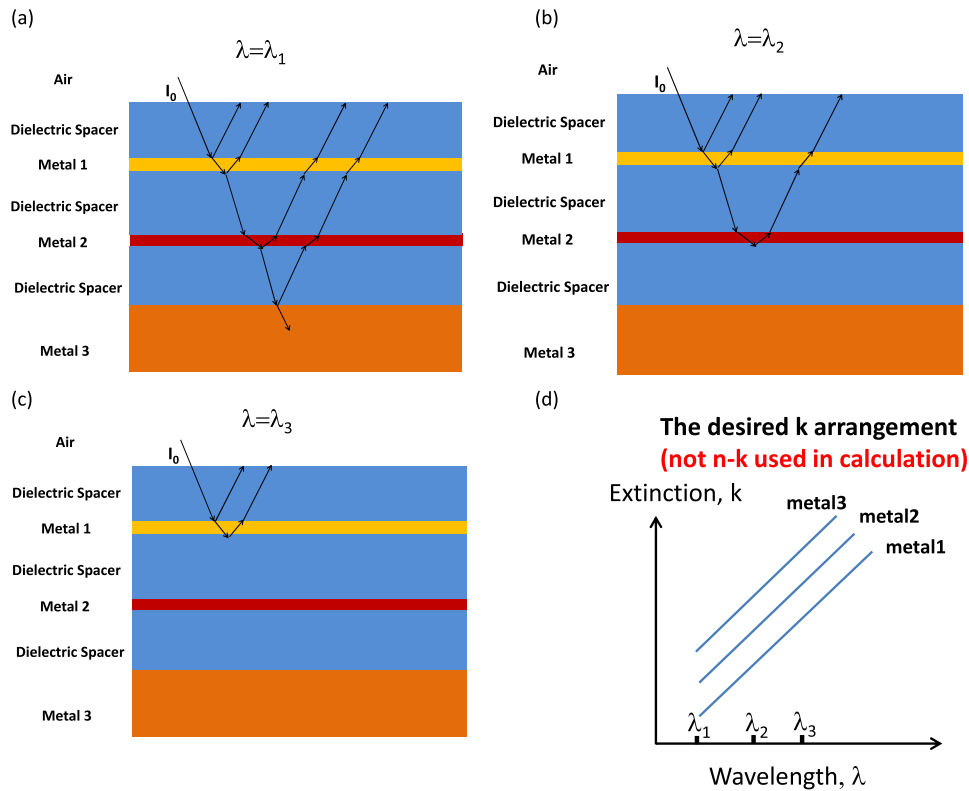 (a)
λ=λ1
Air
I0
Dielectric Spacer
Metal 1
Dielectric Spacer
Metal 2
Dielectric Spacer
Metal 3
(b)
λ=λ2
Air
I0
Dielectric Spacer
Metal 1
Dielectric Spacer
Metal 2
Dielectric Spacer
Metal 3
(c)
λ=λ3
Air
I0
Dielectric Spacer
Metal 1
Dielectric Spacer
Metal 2
Dielectric Spacer
Metal 3
(d)
The desired k arrangement
(not n-k used in calculation)
Extinction, k
metal3
metal2
metal1
λ1 λ2 λ3
Wavelength, λ